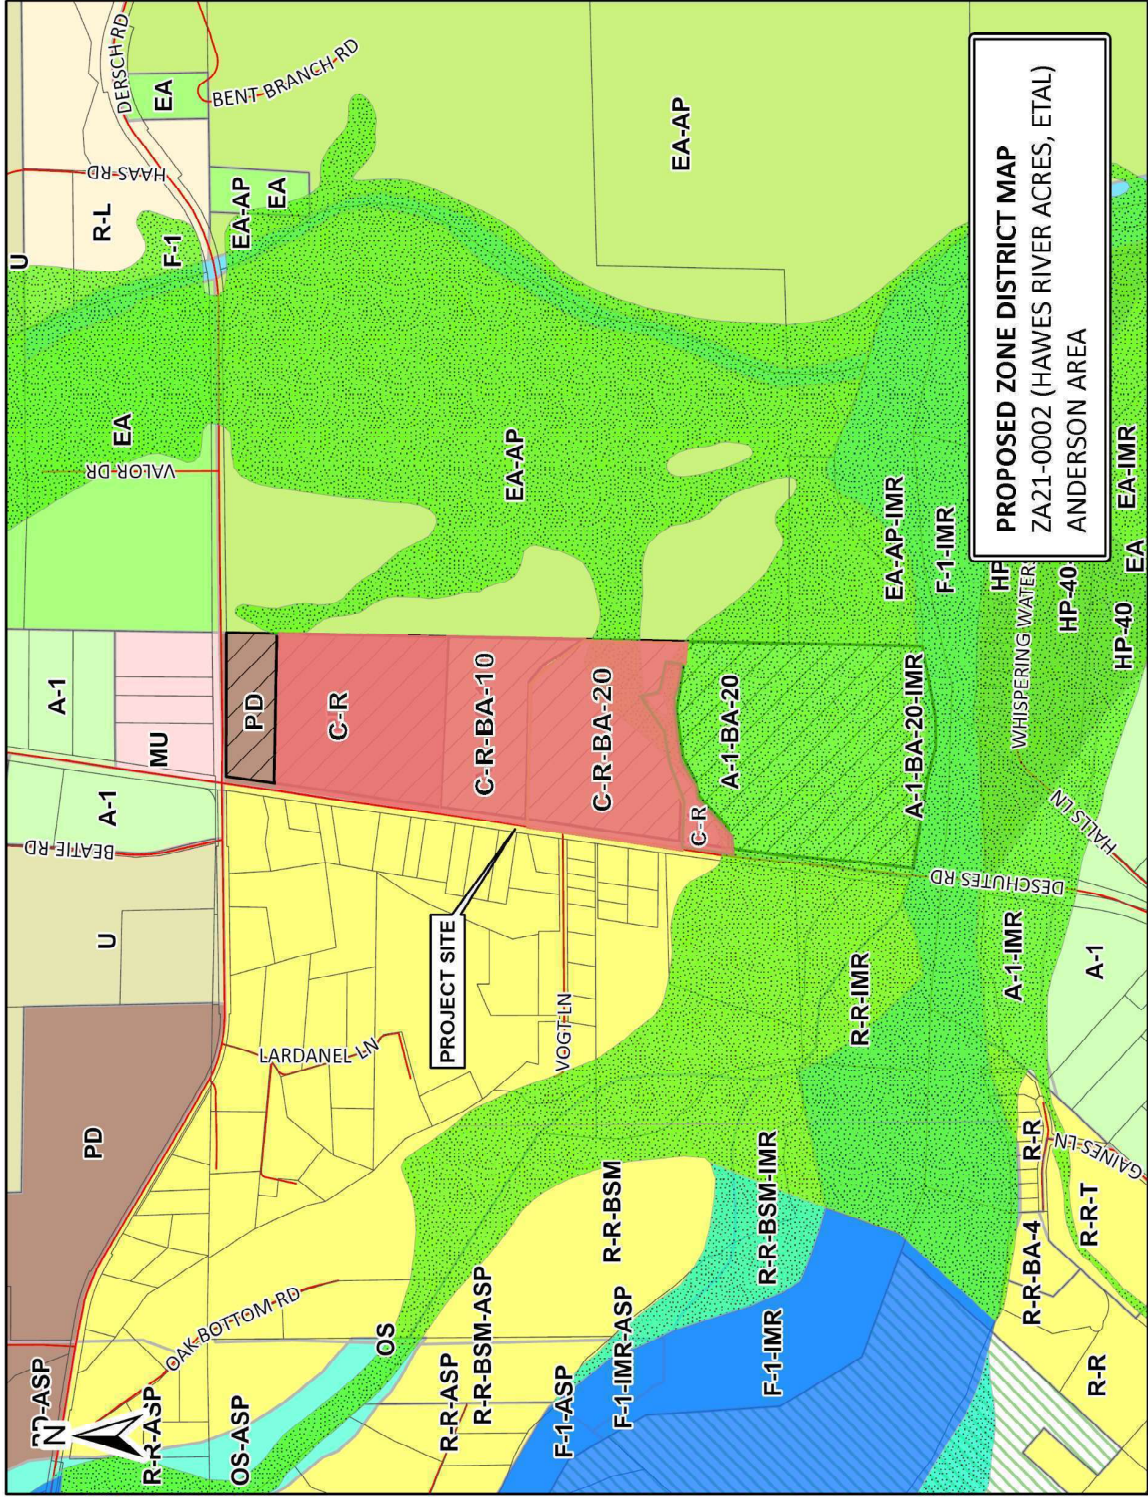 U
N
A-1
PD
U
A-1
BEATIE RD
EA
R-L
DERSCH RD
HAAS RD
VALOR DR
MU
F-1
EA
R-R-ASP
OAK BOTTOM RD
OS-ASP
LARDANEL LN
PD
EA-AP
EA
BENT BRANCH RD
C-R
OS
R-R-ASP
PROJECT SITE
R-R-BSM-ASP
C-R-BA-10
EA-AP
F-1-ASP
VOGT LN
C-R-BA-20
F-1-IMR-ASP
R-R-BSM
EA-AP
C-R
A-1-BA-20
F-1-IMR
R-R-BSM-IMR
R-R-IMR
EA-AP-IMR
A-1-BA-20-IMR
F-1-IMR
DESCHUTES RD
PROPOSED ZONE DISTRICT MAP
ZA21-0002 (HAWES RIVER ACRES, ETAL)
ANDERSON AREA
A-1-IMR
HP
WHISPERING WATER
R-R-BA-4
R-R
HP-40
R-R
R-R-T
GAINES LN
A-1
HALLS LN
HP-40
EA
EA-IMR